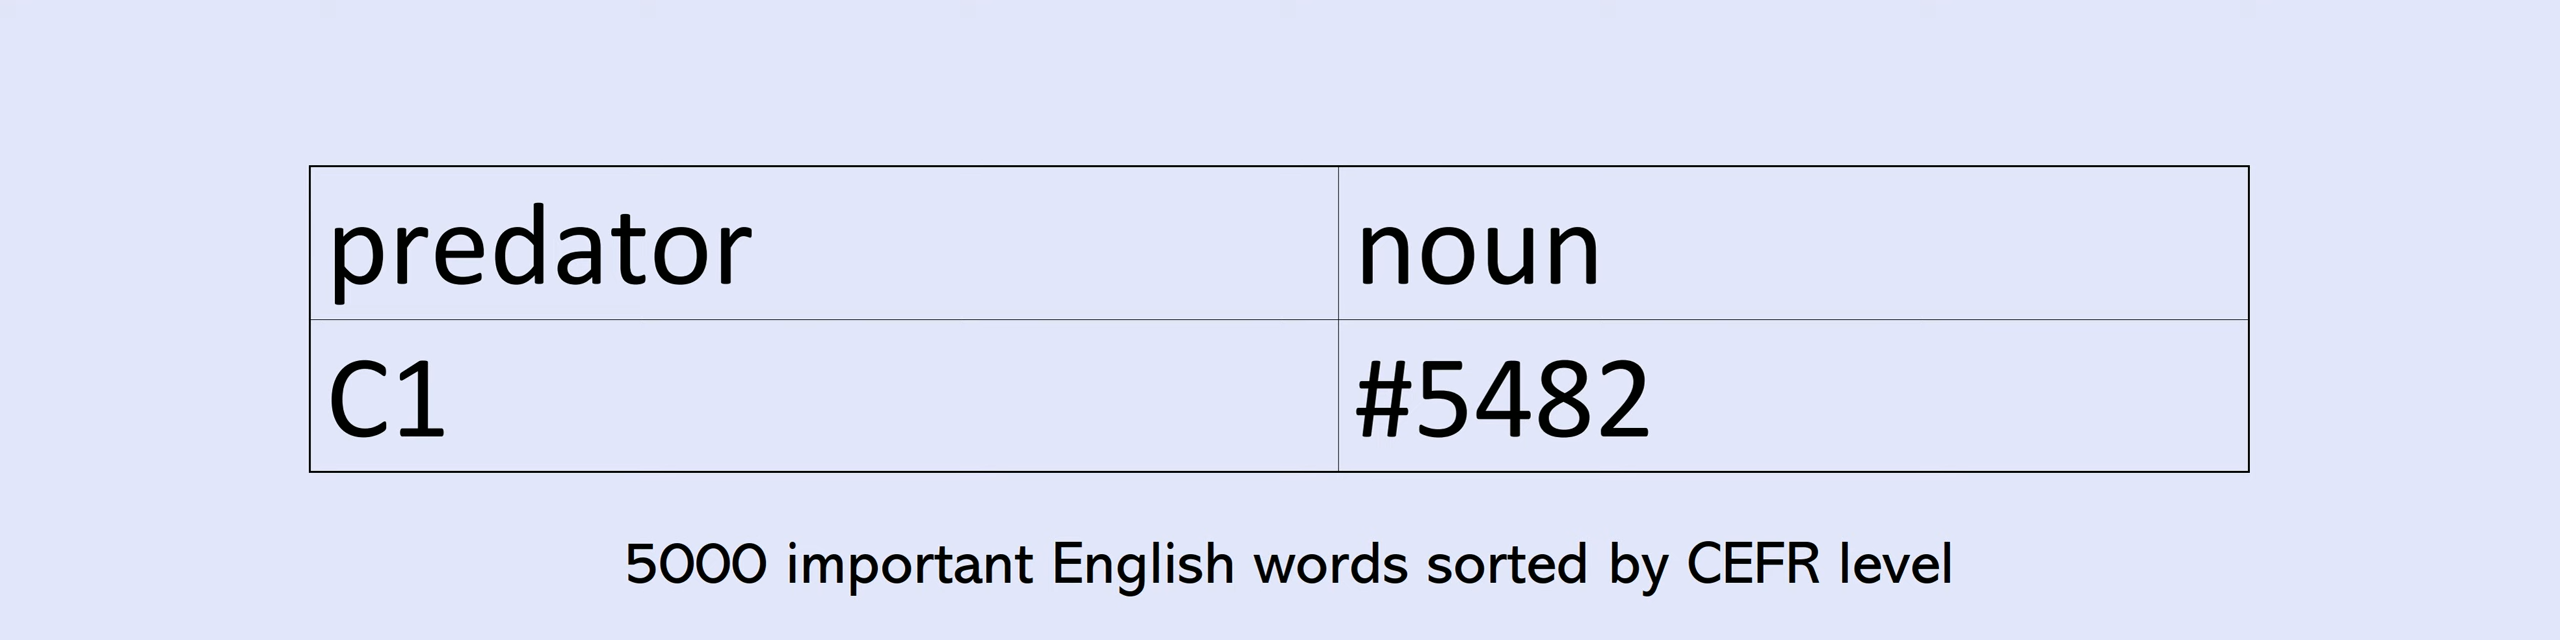 predator noun
C1 #5482
5000 important English words sorted by CEFR level